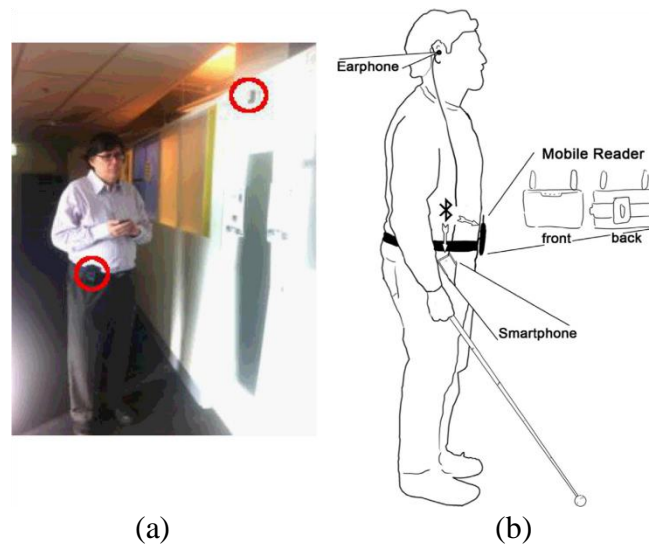 Earphone
Mobile Reader
front
back
Smartphone
(a)
(b)